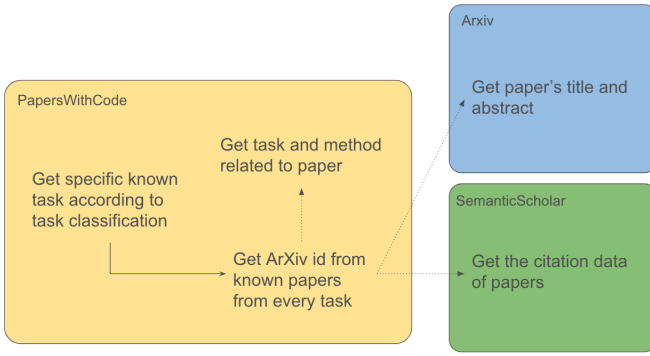 PapersWithCode
Get specific known
task according to
task classification
Get task and method
related to paper
Get ArXiv id from
known papers
from every task
Arxiv
Get paper's title and
abstract
SemanticScholar
Get the citation data
of papers